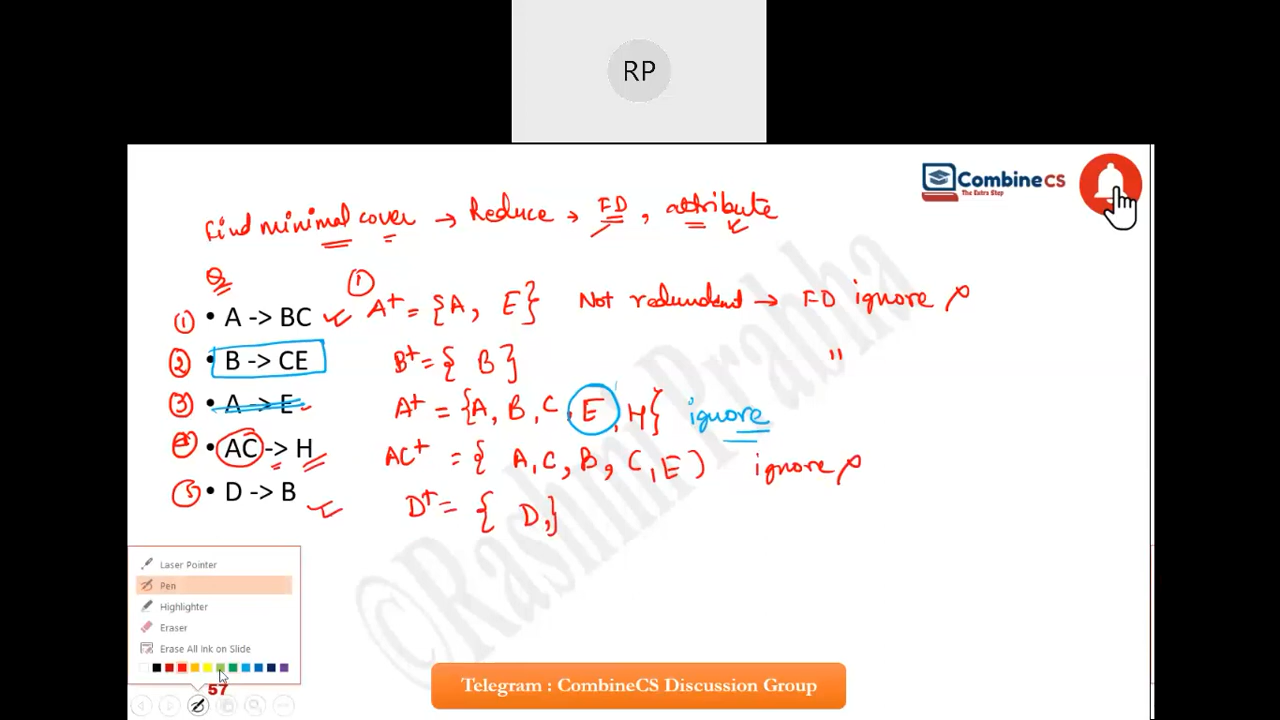 RP
CombineCS
The Extra Step
Find minimal cover → Reduce → FD, attribute
Q
① • A -> BC
② • B -> CE
③ • A -> E
④ • AC -> H
⑤ • D -> B
① A+ = {A, E} Not redundant → FD ignore x
B+ = { B } "
A+ = {A, B, C, E, H} ignore
AC+ = { A, C, B, C, E } ignore x
D+ = { D, }
©Rashmi Prabha
Laser Pointer
Pen
Highlighter
Eraser
Erase All Ink on Slide
57
Telegram : CombineCS Discussion Group